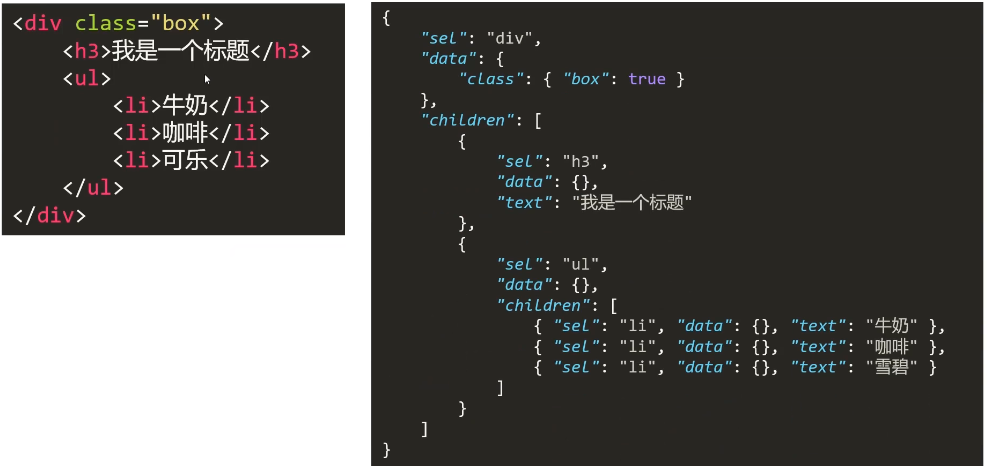 <div class="box">
    <h3>我是一个标题</h3>
    <ul>
        <li>牛奶</li>
        <li>咖啡</li>
        <li>可乐</li>
    </ul>
</div>
{
    "sel": "div",
    "data": {
        "class": { "box": true }
    },
    "children": [
        {
            "sel": "h3",
            "data": {},
            "text": "我是一个标题"
        },
        {
            "sel": "ul",
            "data": {},
            "children": [
                { "sel": "li", "data": {}, "text": "牛奶" },
                { "sel": "li", "data": {}, "text": "咖啡" },
                { "sel": "li", "data": {}, "text": "雪碧" }
            ]
        }
    ]
}